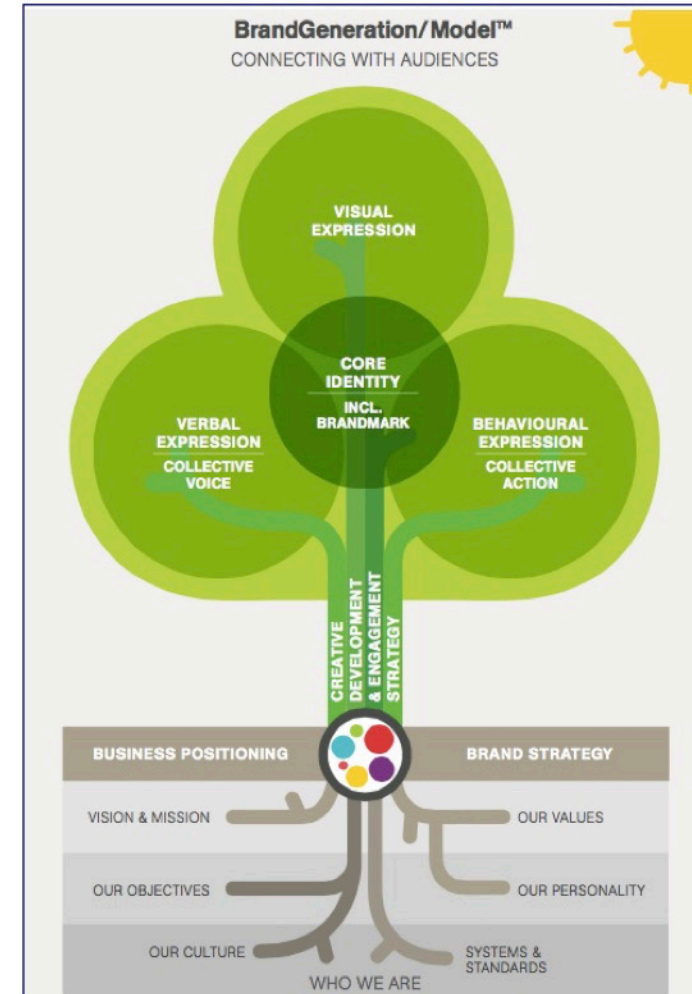 BrandGeneration/Model™
CONNECTING WITH AUDIENCES
VISUAL
EXPRESSION
CORE
IDENTITY
INCL.
BRANDMARK
VERBAL
EXPRESSION
COLLECTIVE
VOICE
BEHAVIOURAL
EXPRESSION
COLLECTIVE
ACTION
CREATIVE
DEVELOPMENT
& ENGAGEMENT
STRATEGY
BUSINESS POSITIONING
BRAND STRATEGY
VISION & MISSION
OUR VALUES
OUR OBJECTIVES
OUR PERSONALITY
OUR CULTURE
SYSTEMS &
STANDARDS
WHO WE ARE